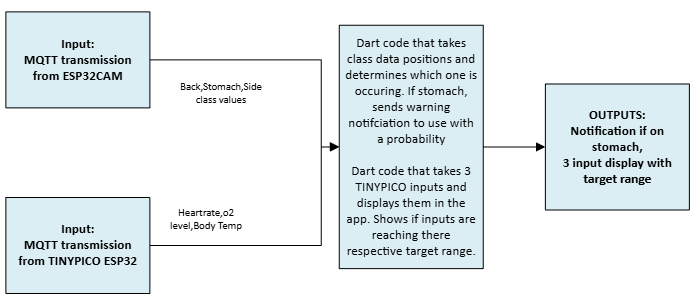 Input:
MQTT transmission
from ESP32CAM
Back,Stomach,Side
class values
Input:
MQTT transmission
from TINYPICO ESP32
Heartrate,o2
level,Body Temp
Dart code that takes
class data positions and
determines which one is
occuring. If stomach,
sends warning
notifciation to use with
a probability
Dart code that takes 3
TINYPICO inputs and
displays them in the
app. Shows if inputs are
reaching there
respective target range.
OUTPUTS:
Notification if on
stomach,
3 input display with
target range